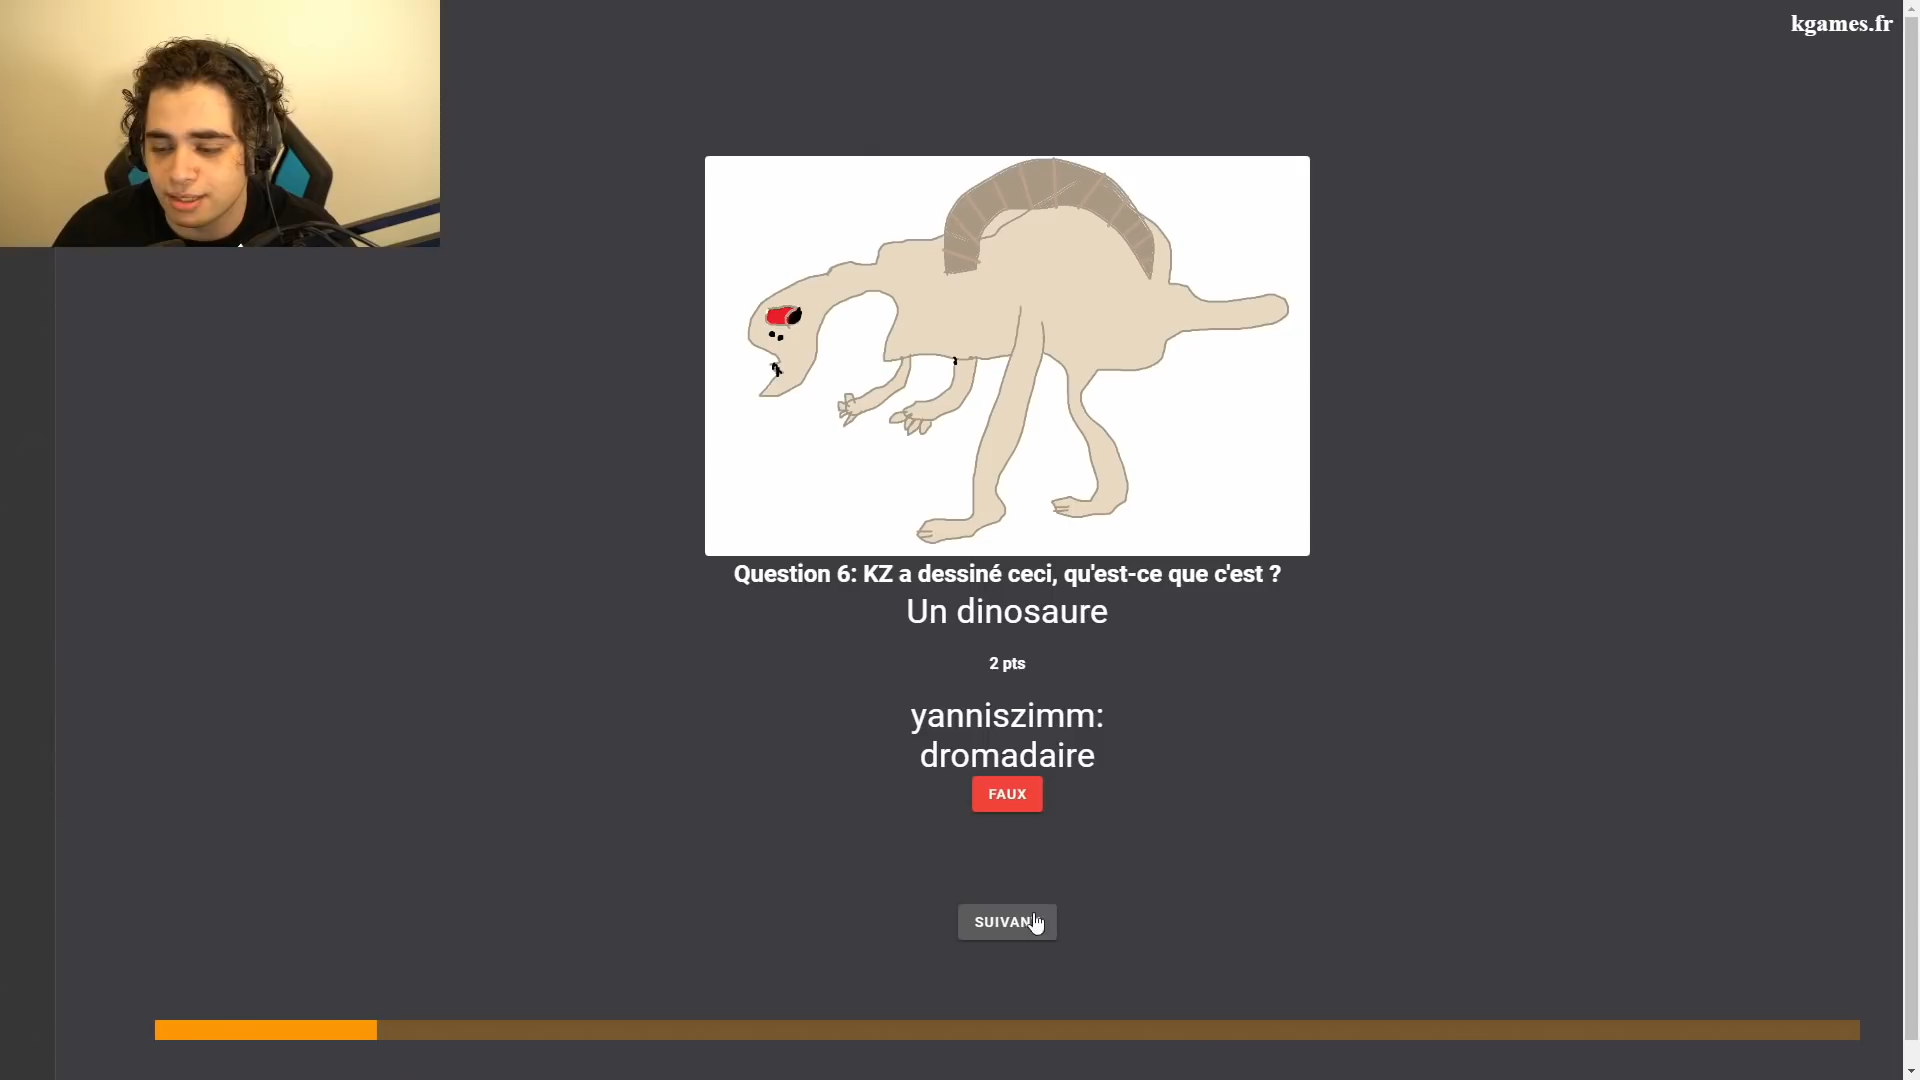 kgames.fr
Question 6: KZ a dessiné ceci, qu'est-ce que c'est ?
Un dinosaure
2 pts
yanniszimm:
dromadaire
FAUX
SUIVAN